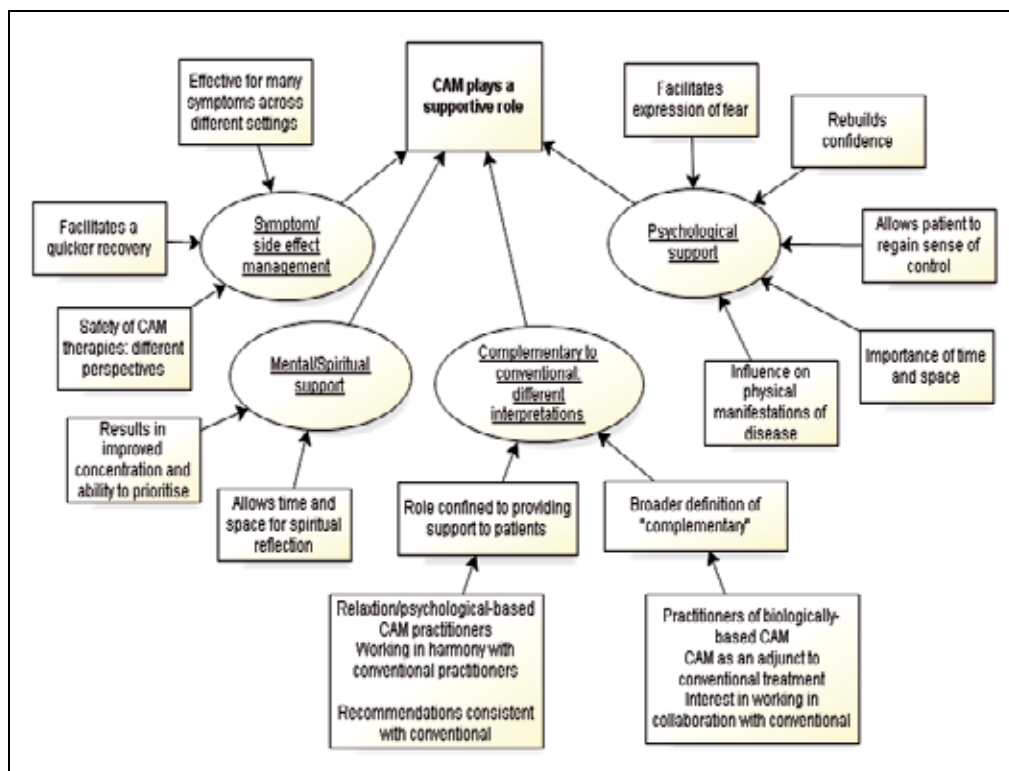 CAM plays a
supportive role
Effective for many
symptoms across
different settings
Facilitates
expression of fear
Rebuilds
confidence
Facilitates a
quicker recovery
Symptom/
side effect
management
Psychological
support
Allows patient to
regain sense of
control
Safety of CAM
therapies: different
perspectives
Mental/Spiritual
support
Complementary to
conventional:
different
interpretations
Influence on
physical
manifestations of
disease
Importance of time
and space
Results in
improved
concentration and
ability to prioritise
Allows time and
space for spiritual
reflection
Role confined to providing
support to patients
Broader definition of
"complementary"
Relaxtion/psychological-based
CAM practitioners
Working in harmony with
conventional practitioners
Recommendations consistent
with conventional
Practitioners of biologically-
based CAM
CAM as an adjunct to
conventional treatment
Interest in working in
collaboration with conventional